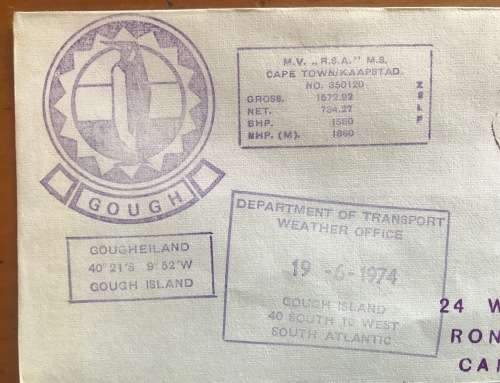 M.V. „R.S.A." M.S.
CAPE TOWN/KAAPSTAD.
NO. 350120
GROSS. 1572.92
NET. 734.27
BHP. 1560
NHP. (M). 1860
ZSLF
GOUGH
GOUGHEILAND
40° 21'S 9° 52'W
GOUGH ISLAND
DEPARTMENT OF TRANSPORT
WEATHER OFFICE
19 -6-1974
GOUGH ISLAND
40 SOUTH 10 WEST
SOUTH ATLANTIC
24 W
RON
CA